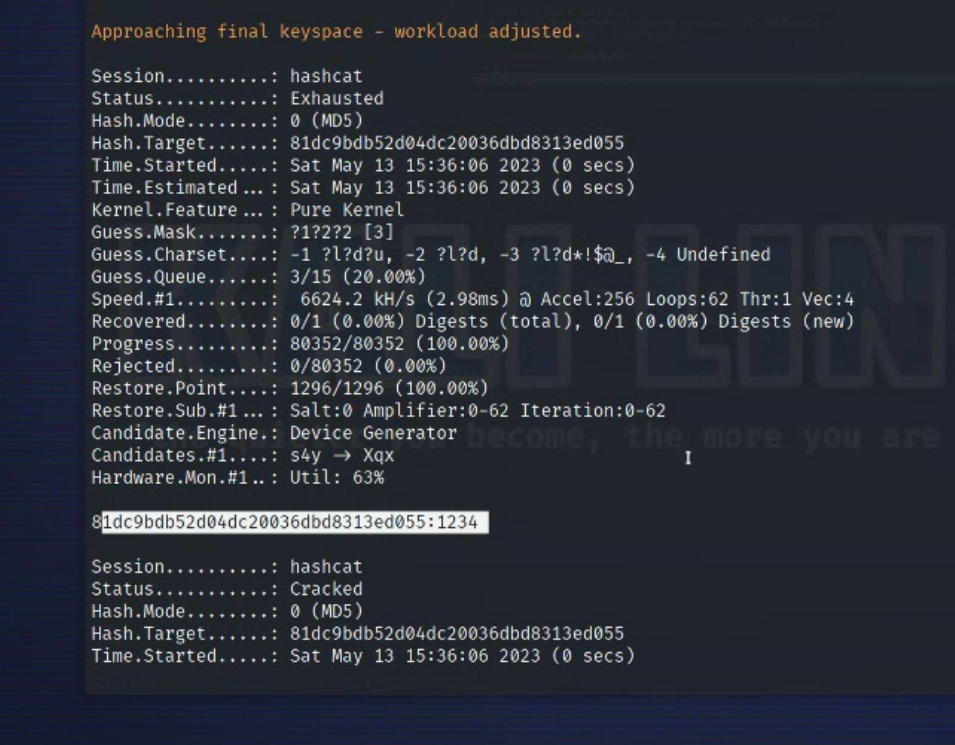 Approaching final keyspace - workload adjusted.
Session..........: hashcat
Status...........: Exhausted
Hash.Mode........: 0 (MD5)
Hash.Target......: 81dc9bdb52d04dc20036dbd8313ed055
Time.Started.....: Sat May 13 15:36:06 2023 (0 secs)
Time.Estimated...: Sat May 13 15:36:06 2023 (0 secs)
Kernel.Feature...: Pure Kernel
Guess.Mask.......: ?1?2?2 [3]
Guess.Charset....: -1 ?l?d?u, -2 ?l?d, -3 ?l?d*!$@_, -4 Undefined
Guess.Queue......: 3/15 (20.00%)
Speed.#1.........:  6624.2 kH/s (2.98ms) @ Accel:256 Loops:62 Thr:1 Vec:4
Recovered........: 0/1 (0.00%) Digests (total), 0/1 (0.00%) Digests (new)
Progress.........: 80352/80352 (100.00%)
Rejected.........: 0/80352 (0.00%)
Restore.Point....: 1296/1296 (100.00%)
Restore.Sub.#1...: Salt:0 Amplifier:0-62 Iteration:0-62
Candidate.Engine.: Device Generator
become, the more you are
Candidates.#1....: s4y -> Xqx
Hardware.Mon.#1..: Util: 63%
81dc9bdb52d04dc20036dbd8313ed055:1234
Session..........: hashcat
Status...........: Cracked
Hash.Mode........: 0 (MD5)
Hash.Target......: 81dc9bdb52d04dc20036dbd8313ed055
Time.Started.....: Sat May 13 15:36:06 2023 (0 secs)